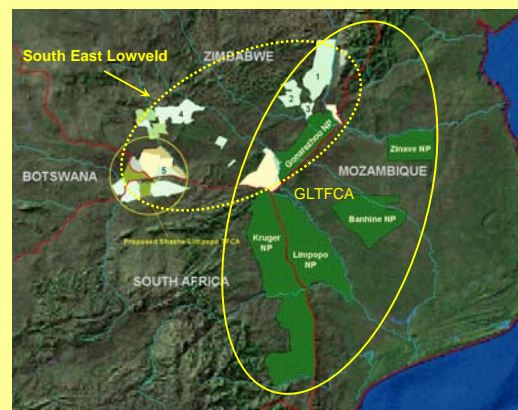 South East Lowveld
ZIMBABWE
1
2
3
4
Gonarezhou NP
Zinave NP
BOTSWANA
5
MOZAMBIQUE
GLTFCA
Banhine NP
Proposed Shashe-Limpopo TFCA
Kruger
NP
Limpopo
NP
SOUTH AFRICA